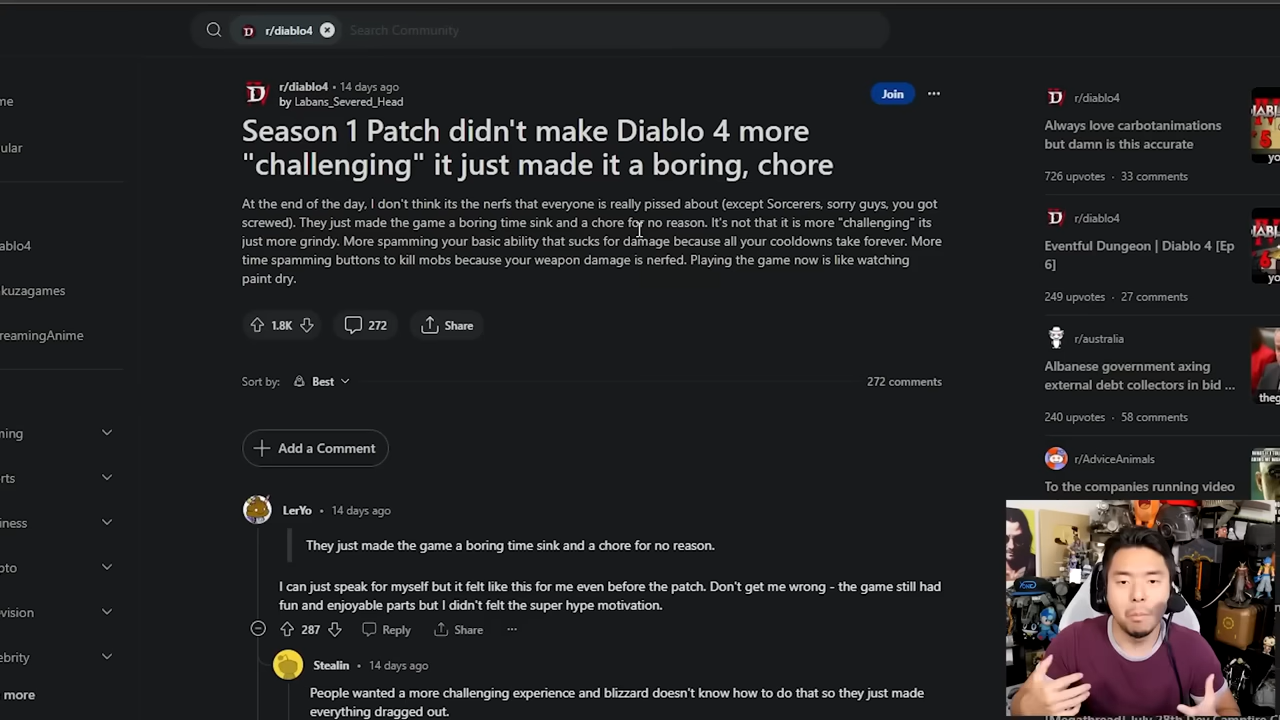 r/diablo4
Search Community
r/diablo4 • 14 days ago
by Labans_Severed_Head
Join
Season 1 Patch didn't make Diablo 4 more
"challenging" it just made it a boring, chore
At the end of the day, I don't think its the nerfs that everyone is really pissed about (except Sorcerers, sorry guys, you got
screwed). They just made the game a boring time sink and a chore for no reason. It's not that it is more "challenging" its
just more grindy. More spamming your basic ability that sucks for damage because all your cooldowns take forever. More
time spamming buttons to kill mobs because your weapon damage is nerfed. Playing the game now is like watching
paint dry.
1.8K
272
Share
Sort by:
Best
272 comments
Add a Comment
LerYo • 14 days ago
They just made the game a boring time sink and a chore for no reason.
I can just speak for myself but it felt like this for me even before the patch. Don't get me wrong - the game still had
fun and enjoyable parts but I didn't felt the super hype motivation.
287
Reply
Share
Stealin • 14 days ago
People wanted a more challenging experience and blizzard doesn't know how to do that so they just made
everything dragged out.
me
ular
ablo4
kuzagames
reamingAnime
ming
rts
iness
pto
evision
ebrity
more
r/diablo4
Always love carbotanimations
but damn is this accurate
726 upvotes • 33 comments
r/diablo4
Eventful Dungeon | Diablo 4 [Ep
6]
249 upvotes • 27 comments
r/australia
Albanese government axing
external debt collectors in bid ...
240 upvotes • 58 comments
r/AdviceAnimals
To the companies running video